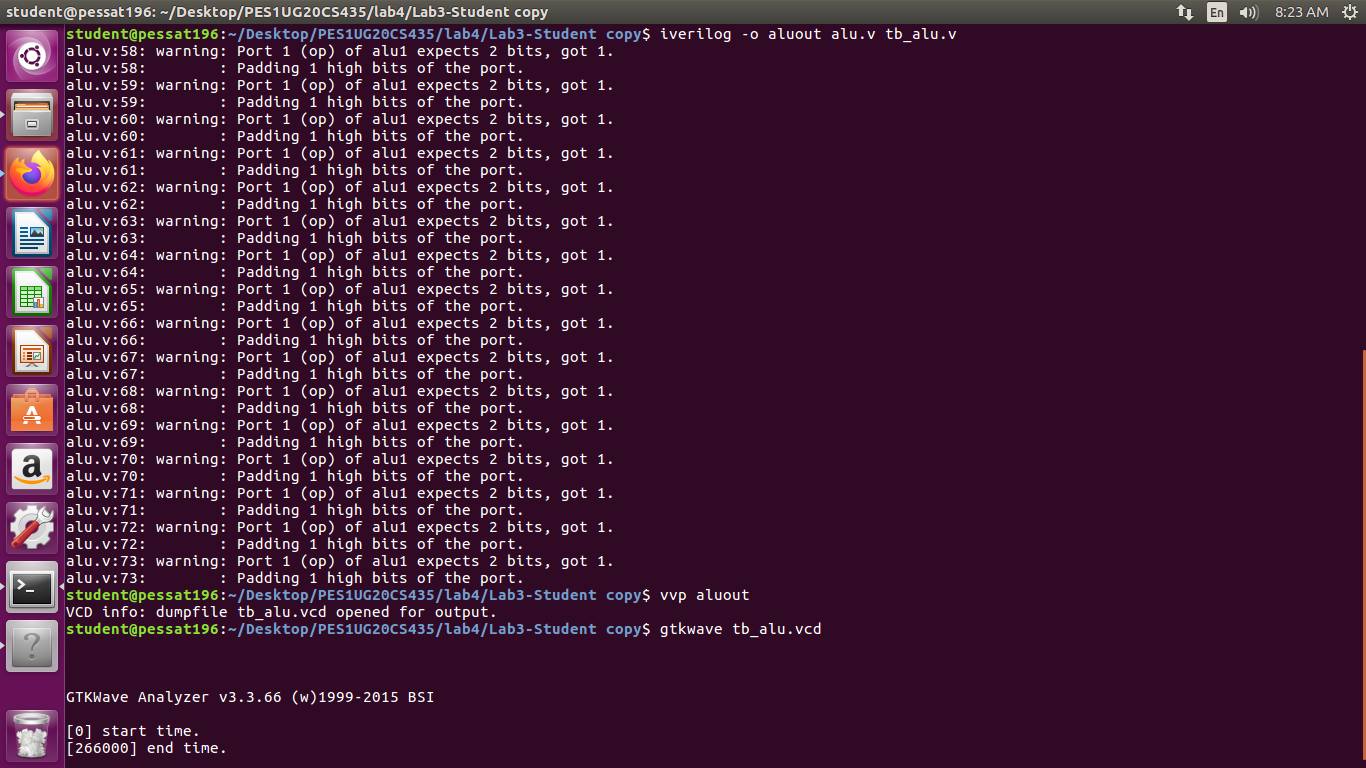 student@pessat196: ~/Desktop/PES1UG20CS435/lab4/Lab3-Student copy
En
8:23 AM
student@pessat196:~/Desktop/PES1UG20CS435/lab4/Lab3-Student copy$ iverilog -o aluout alu.v tb_alu.v
alu.v:58: warning: Port 1 (op) of alu1 expects 2 bits, got 1.
alu.v:58:        : Padding 1 high bits of the port.
alu.v:59: warning: Port 1 (op) of alu1 expects 2 bits, got 1.
alu.v:59:        : Padding 1 high bits of the port.
alu.v:60: warning: Port 1 (op) of alu1 expects 2 bits, got 1.
alu.v:60:        : Padding 1 high bits of the port.
alu.v:61: warning: Port 1 (op) of alu1 expects 2 bits, got 1.
alu.v:61:        : Padding 1 high bits of the port.
alu.v:62: warning: Port 1 (op) of alu1 expects 2 bits, got 1.
alu.v:62:        : Padding 1 high bits of the port.
alu.v:63: warning: Port 1 (op) of alu1 expects 2 bits, got 1.
alu.v:63:        : Padding 1 high bits of the port.
alu.v:64: warning: Port 1 (op) of alu1 expects 2 bits, got 1.
alu.v:64:        : Padding 1 high bits of the port.
alu.v:65: warning: Port 1 (op) of alu1 expects 2 bits, got 1.
alu.v:65:        : Padding 1 high bits of the port.
alu.v:66: warning: Port 1 (op) of alu1 expects 2 bits, got 1.
alu.v:66:        : Padding 1 high bits of the port.
alu.v:67: warning: Port 1 (op) of alu1 expects 2 bits, got 1.
alu.v:67:        : Padding 1 high bits of the port.
alu.v:68: warning: Port 1 (op) of alu1 expects 2 bits, got 1.
alu.v:68:        : Padding 1 high bits of the port.
alu.v:69: warning: Port 1 (op) of alu1 expects 2 bits, got 1.
alu.v:69:        : Padding 1 high bits of the port.
alu.v:70: warning: Port 1 (op) of alu1 expects 2 bits, got 1.
alu.v:70:        : Padding 1 high bits of the port.
alu.v:71: warning: Port 1 (op) of alu1 expects 2 bits, got 1.
alu.v:71:        : Padding 1 high bits of the port.
alu.v:72: warning: Port 1 (op) of alu1 expects 2 bits, got 1.
alu.v:72:        : Padding 1 high bits of the port.
alu.v:73: warning: Port 1 (op) of alu1 expects 2 bits, got 1.
alu.v:73:        : Padding 1 high bits of the port.
student@pessat196:~/Desktop/PES1UG20CS435/lab4/Lab3-Student copy$ vvp aluout
VCD info: dumpfile tb_alu.vcd opened for output.
student@pessat196:~/Desktop/PES1UG20CS435/lab4/Lab3-Student copy$ gtkwave tb_alu.vcd
GTKWave Analyzer v3.3.66 (w)1999-2015 BSI
[0] start time.
[266000] end time.